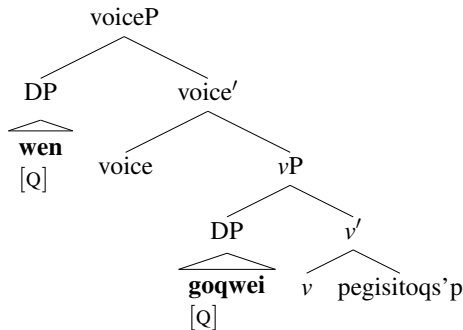 voiceP
DP voice′
wen voice vP
[Q]
DP v′
goqwei v pegisitoqs'p
[Q]